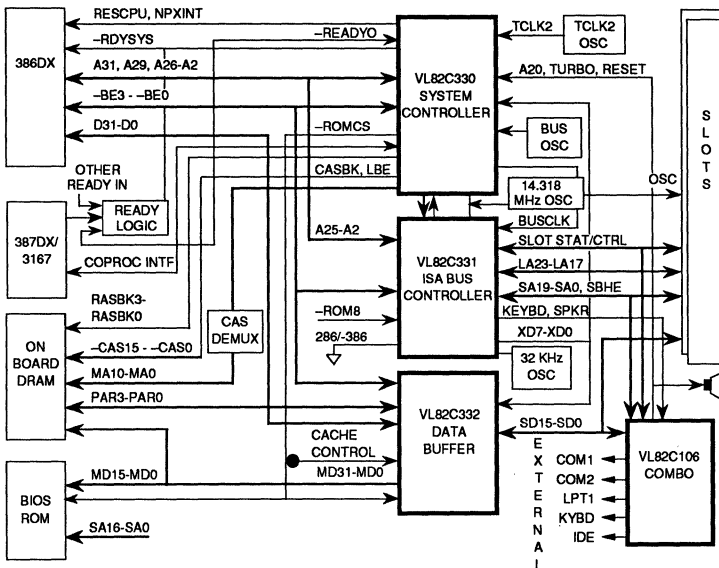 RESCPU, NPXINT
–RDYSYS
–READYO
386DX
A31, A29, A26-A2
–BE3 - –BE0
D31-D0
–ROMCS
CASBK, LBE
VL82C330
SYSTEM
CONTROLLER
TCLK2
TCLK2
OSC
A20, TURBO, RESET
BUS
OSC
14.318
MHz OSC
OSC
BUSCLK
SLOTS
OTHER
READY IN
READY
LOGIC
387DX/
3167
COPROC INTF
A25-A2
VL82C331
ISA BUS
CONTROLLER
SLOT STAT/CTRL
LA23-LA17
SA19-SA0, SBHE
KEYBD, SPKR
XD7-XD0
RASBK3-
RASBK0
CAS
DEMUX
–ROM8
286/-386
32 KHz
OSC
ON
BOARD
DRAM
–CAS15 - –CAS0
MA10-MA0
PAR3-PAR0
VL82C332
DATA
BUFFER
SD15-SD0
CACHE
CONTROL
MD31-MD0
MD15-MD0
BIOS
ROM
SA16-SA0
EXTERNAL
VL82C106
COMBO
COM1
COM2
LPT1
KYBD
IDE